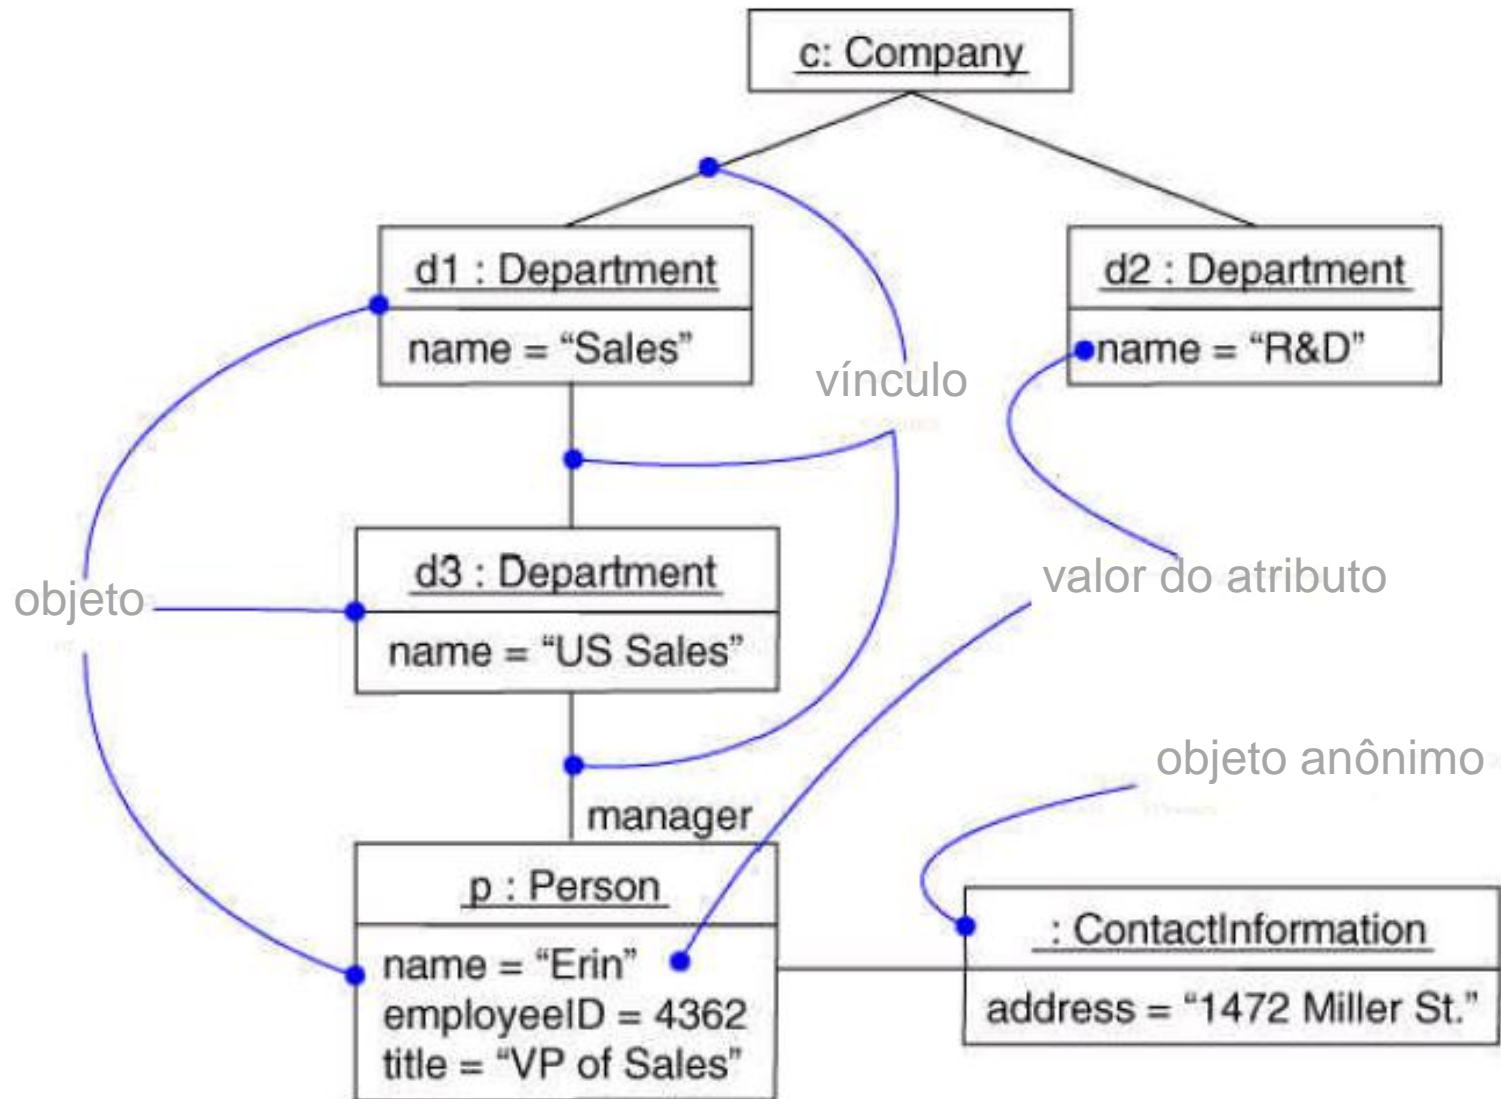 c: Company
d1 : Department
name = “Sales”
d2 : Department
name = “R&D”
vínculo
d3 : Department
name = “US Sales”
objeto
valor do atributo
objeto anônimo
manager
p : Person
name = “Erin”
employeeID = 4362
title = “VP of Sales”
: ContactInformation
address = “1472 Miller St.”